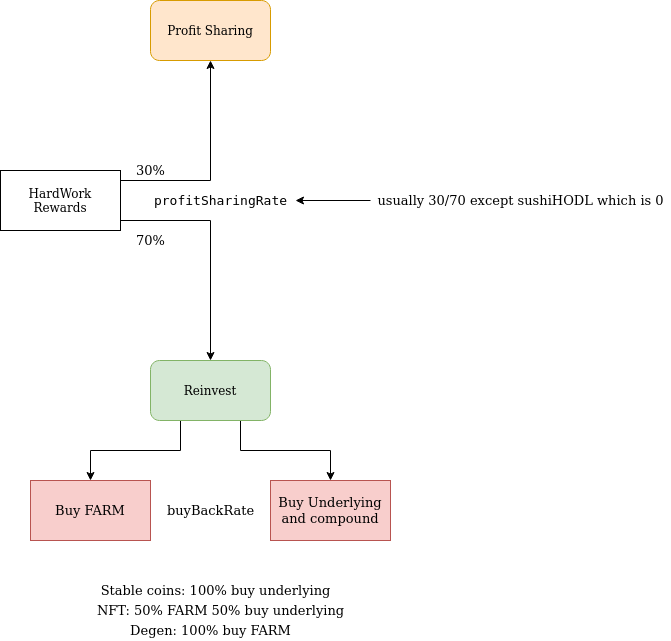 Profit Sharing
30%
HardWork
Rewards
profitSharingRate
usually 30/70 except sushiHODL which is 0
70%
Reinvest
Buy FARM
buyBackRate
Buy Underlying
and compound
Stable coins: 100% buy underlying
NFT: 50% FARM 50% buy underlying
Degen: 100% buy FARM